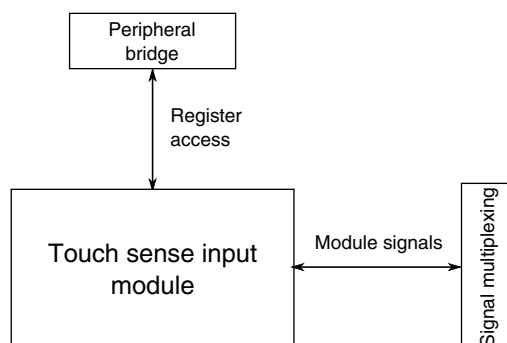 Peripheral
bridge
Register
access
Touch sense input
module
Module signals
Signal multiplexing